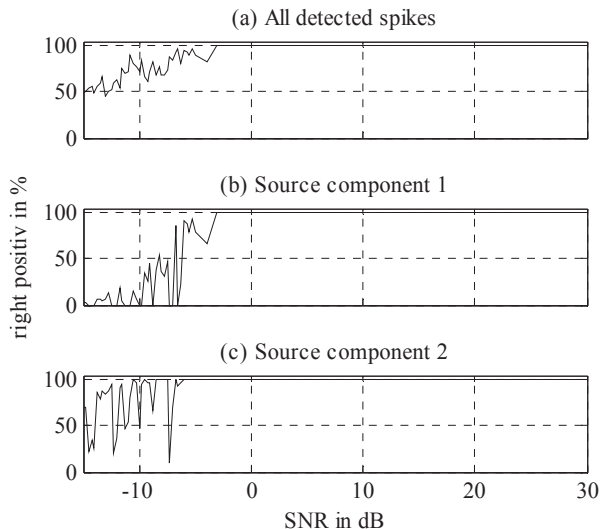 (a) All detected spikes
100
50
0
(b) Source component 1
100
50
0
(c) Source component 2
100
50
0
-10 0 10 20 30
SNR in dB
right positiv in %